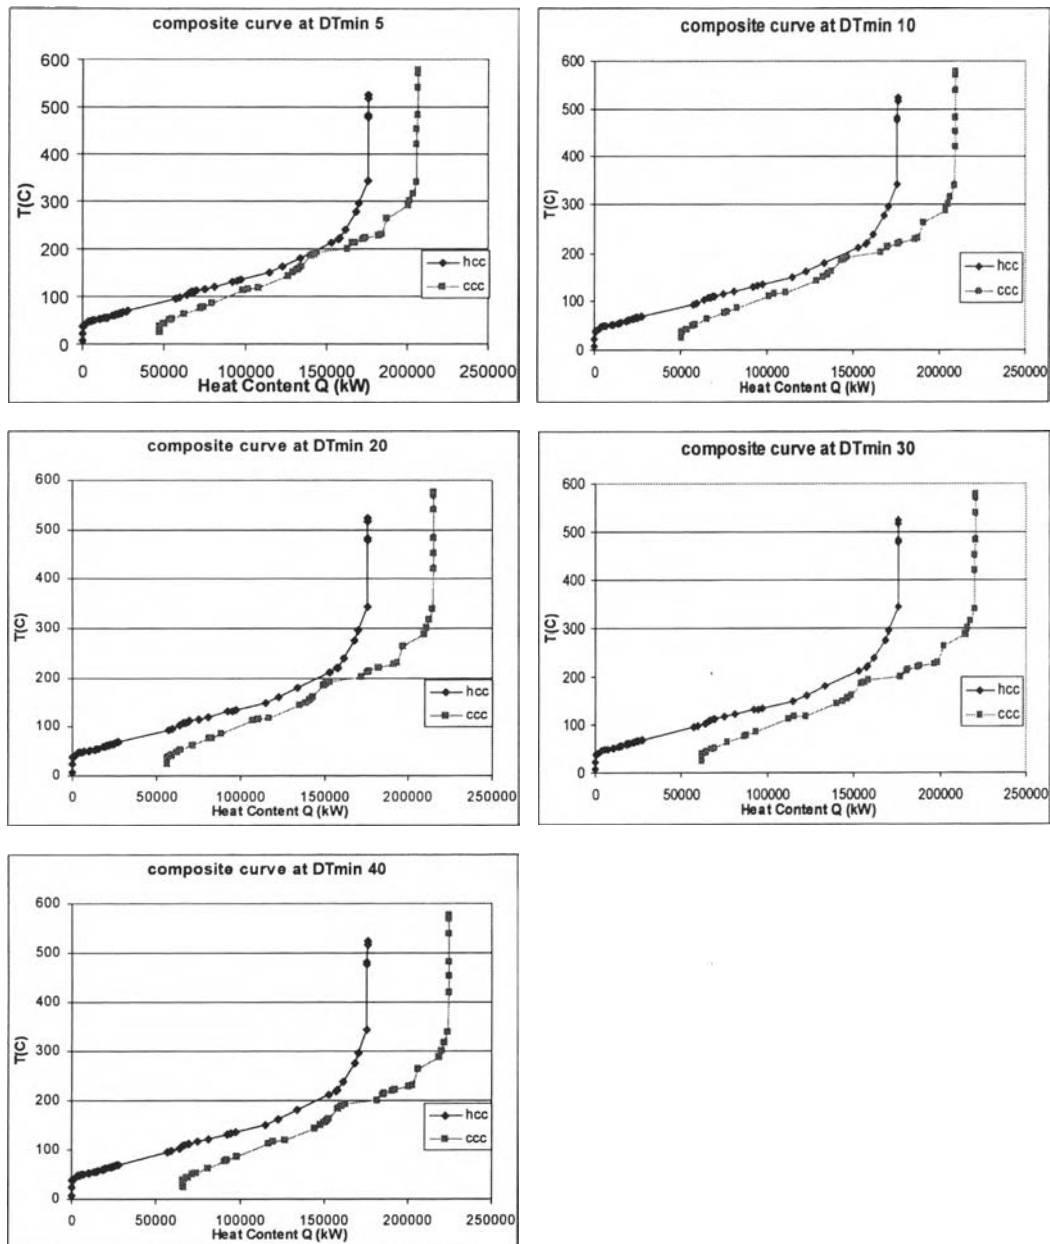 composite curve at DTmin 5
600
500
400
300
200
100
0
T(C)
hcc
ccc
0 50000 100000 150000 200000 250000
Heat Content Q (kW)
composite curve at DTmin 10
600
500
400
300
200
100
0
T(C)
hcc
ccc
0 50000 100000 150000 200000 250000
Heat Content Q (kW)
composite curve at DTmin 20
600
500
400
300
200
100
0
T(C)
hcc
ccc
0 50000 100000 150000 200000 250000
Heat Content Q (kW)
composite curve at DTmin 30
600
500
400
300
200
100
0
T(C)
hcc
ccc
0 50000 100000 150000 200000 250000
Heat Content Q (kW)
composite curve at DTmin 40
600
500
400
300
200
100
0
T(C)
hcc
ccc
0 50000 100000 150000 200000 250000
Heat Content Q (kW)